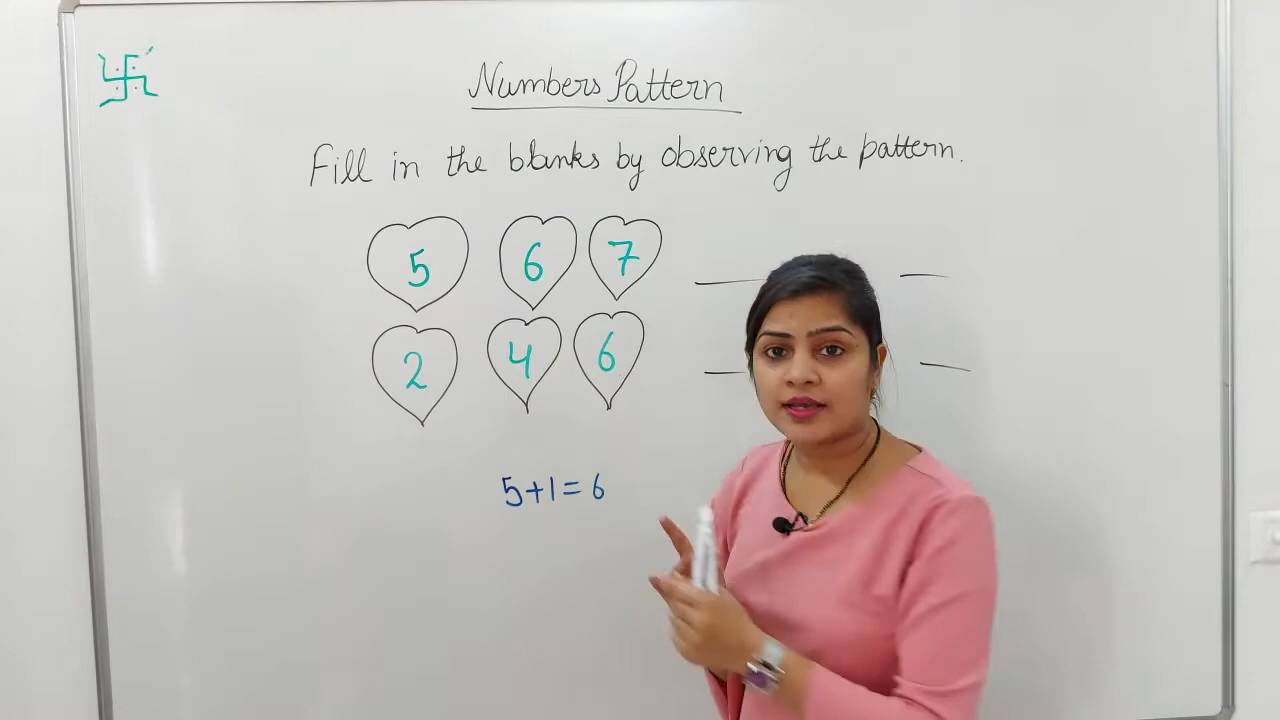 Numbers Pattern
Fill in the blanks by observing the pattern.
5 6 7
2 4 6
5+1=6